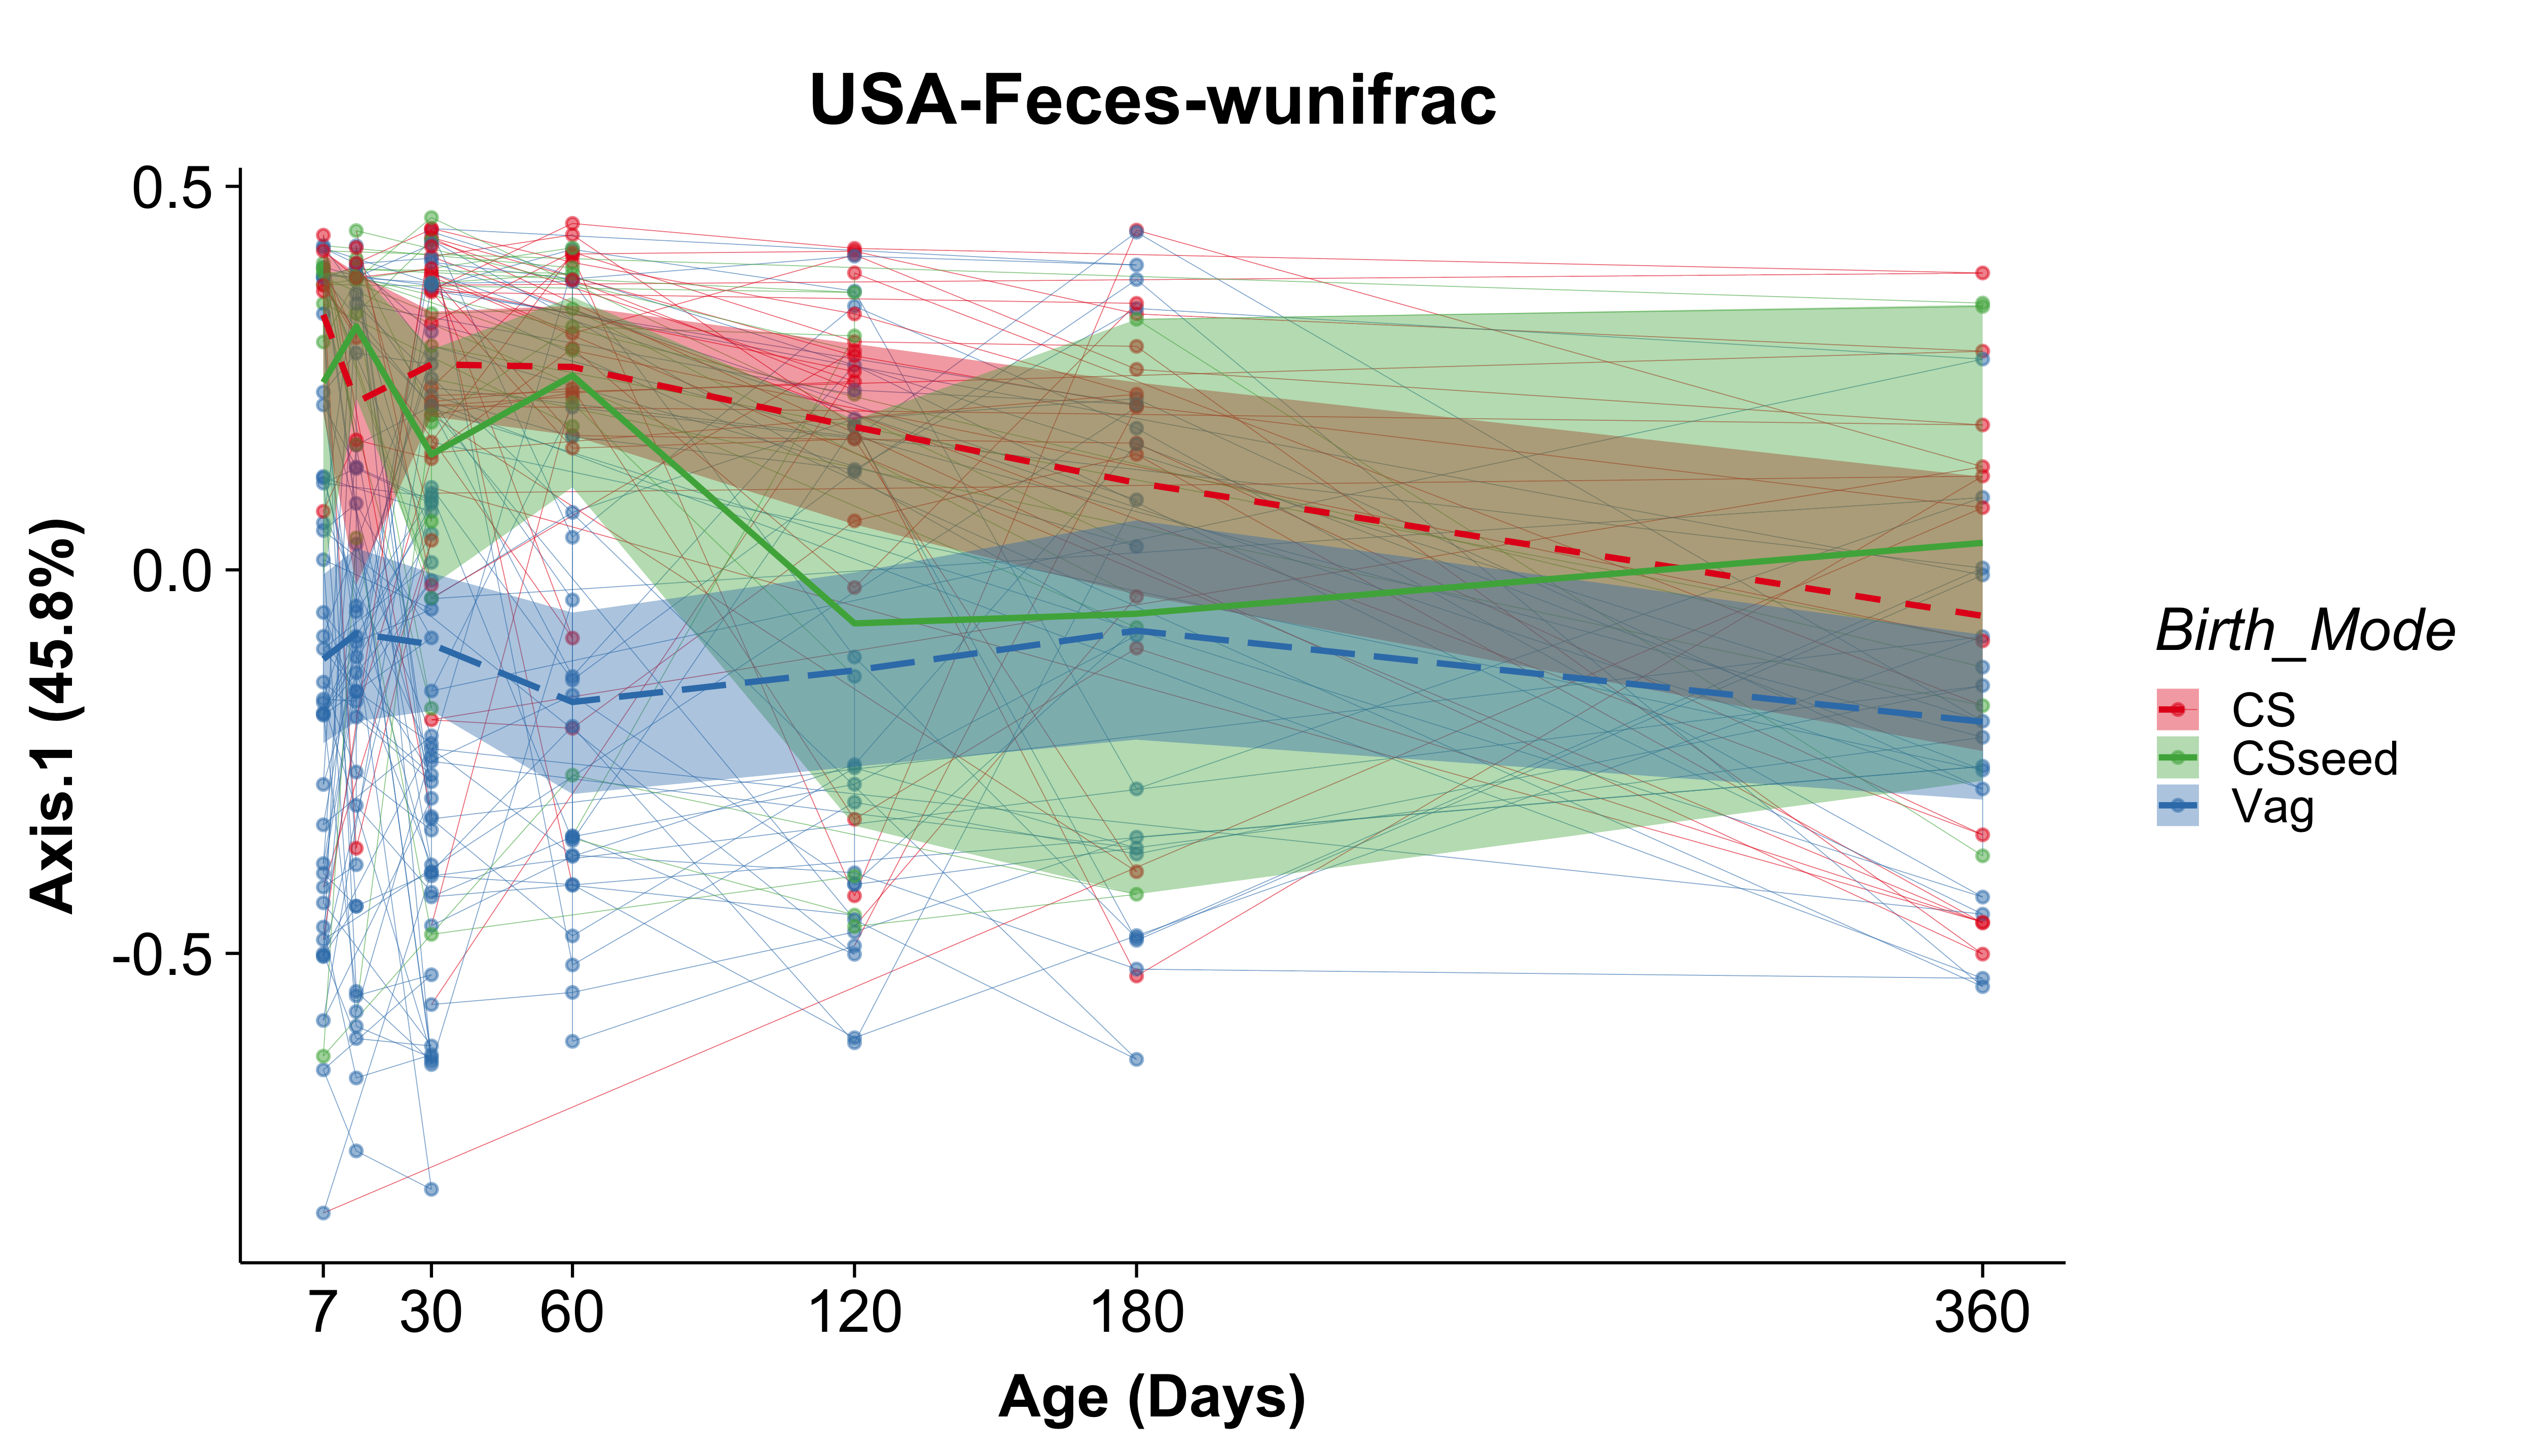 USA-Feces-wunifrac
0.5
0.0
-0.5
Axis.1 (45.8%)
7 30 60 120 180 360
Age (Days)
Birth_Mode
CS
CSseed
Vag